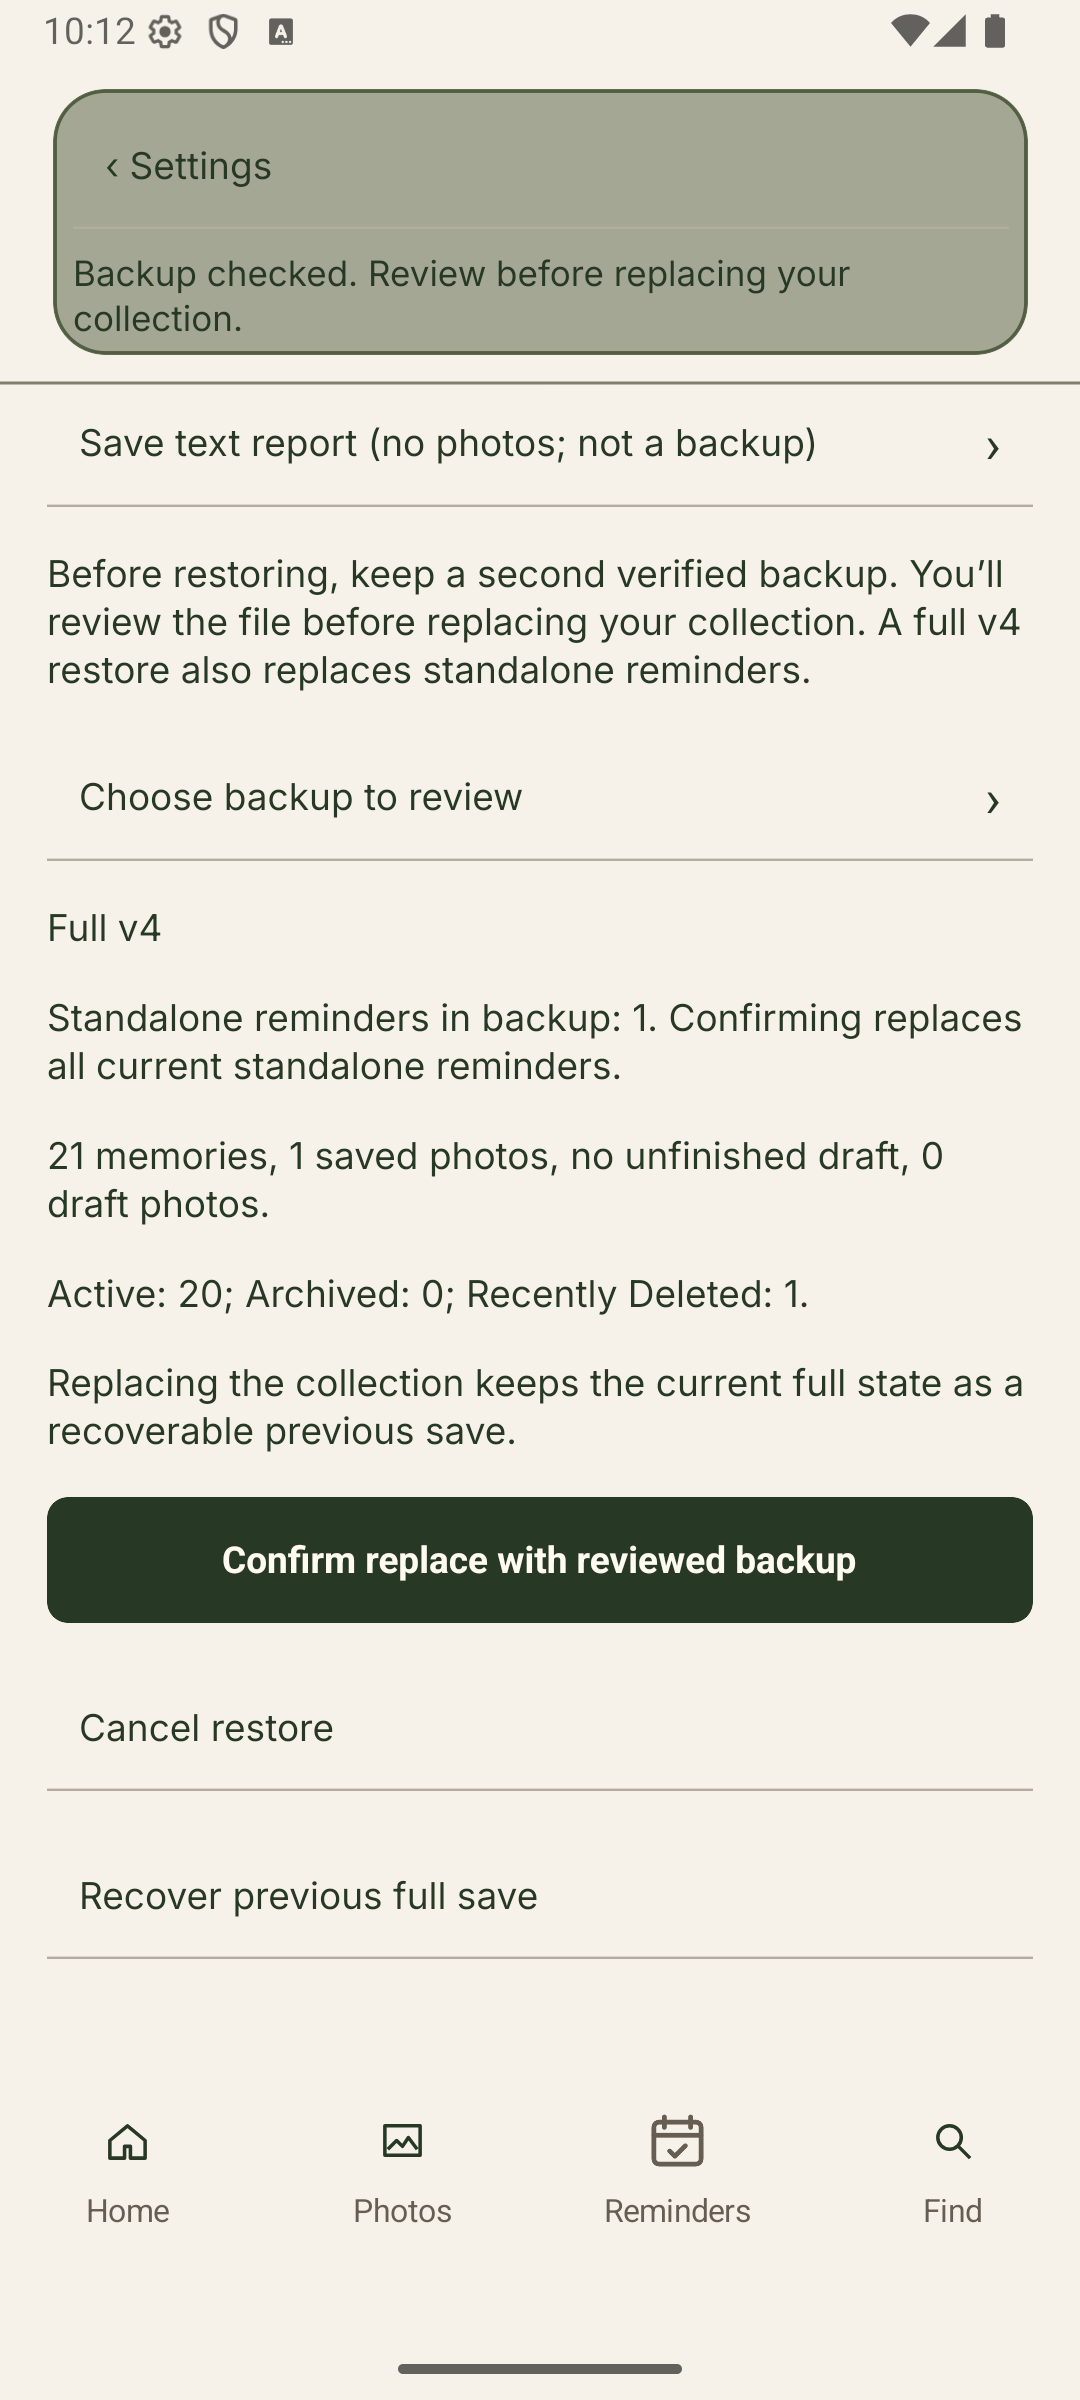 10:12
‹ Settings
Backup checked. Review before replacing your
collection.
Save text report (no photos; not a backup) ›
Before restoring, keep a second verified backup. You’ll
review the file before replacing your collection. A full v4
restore also replaces standalone reminders.
Choose backup to review ›
Full v4
Standalone reminders in backup: 1. Confirming replaces
all current standalone reminders.
21 memories, 1 saved photos, no unfinished draft, 0
draft photos.
Active: 20; Archived: 0; Recently Deleted: 1.
Replacing the collection keeps the current full state as a
recoverable previous save.
Confirm replace with reviewed backup
Cancel restore
Recover previous full save
Home Photos Reminders Find